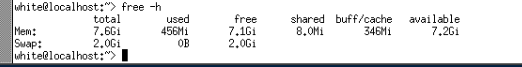 white@localhost:~> free -h
total used free shared buff/cache available
Mem: 7.6Gi 456Mi 7.1Gi 8.0Mi 346Mi 7.2Gi
Swap: 2.0Gi 0B 2.0Gi
white@localhost:~>